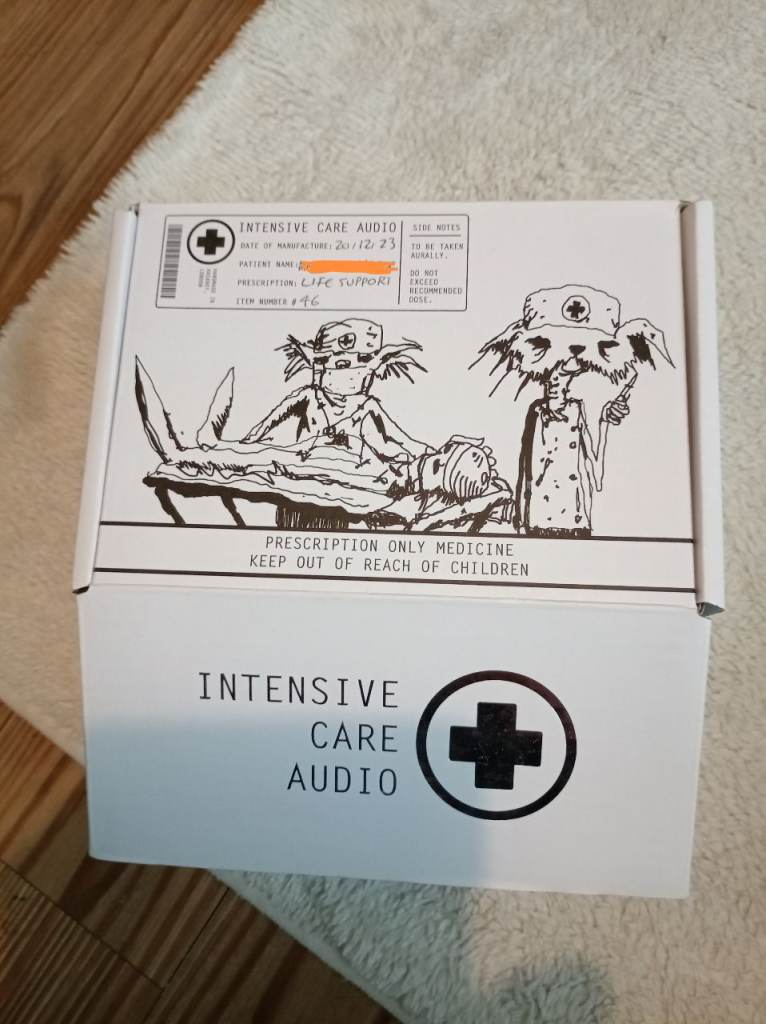 INTENSIVE CARE AUDIO
DATE OF MANUFACTURE: 20/12/23
PATIENT NAME:
PRESCRIPTION: LIFE SUPPORT
ITEM NUMBER #46
SIDE NOTES
TO BE TAKEN
AURALLY.
DO NOT
EXCEED
RECOMMENDED
DOSE.
PRESCRIPTION ONLY MEDICINE
KEEP OUT OF REACH OF CHILDREN
INTENSIVE
CARE
AUDIO